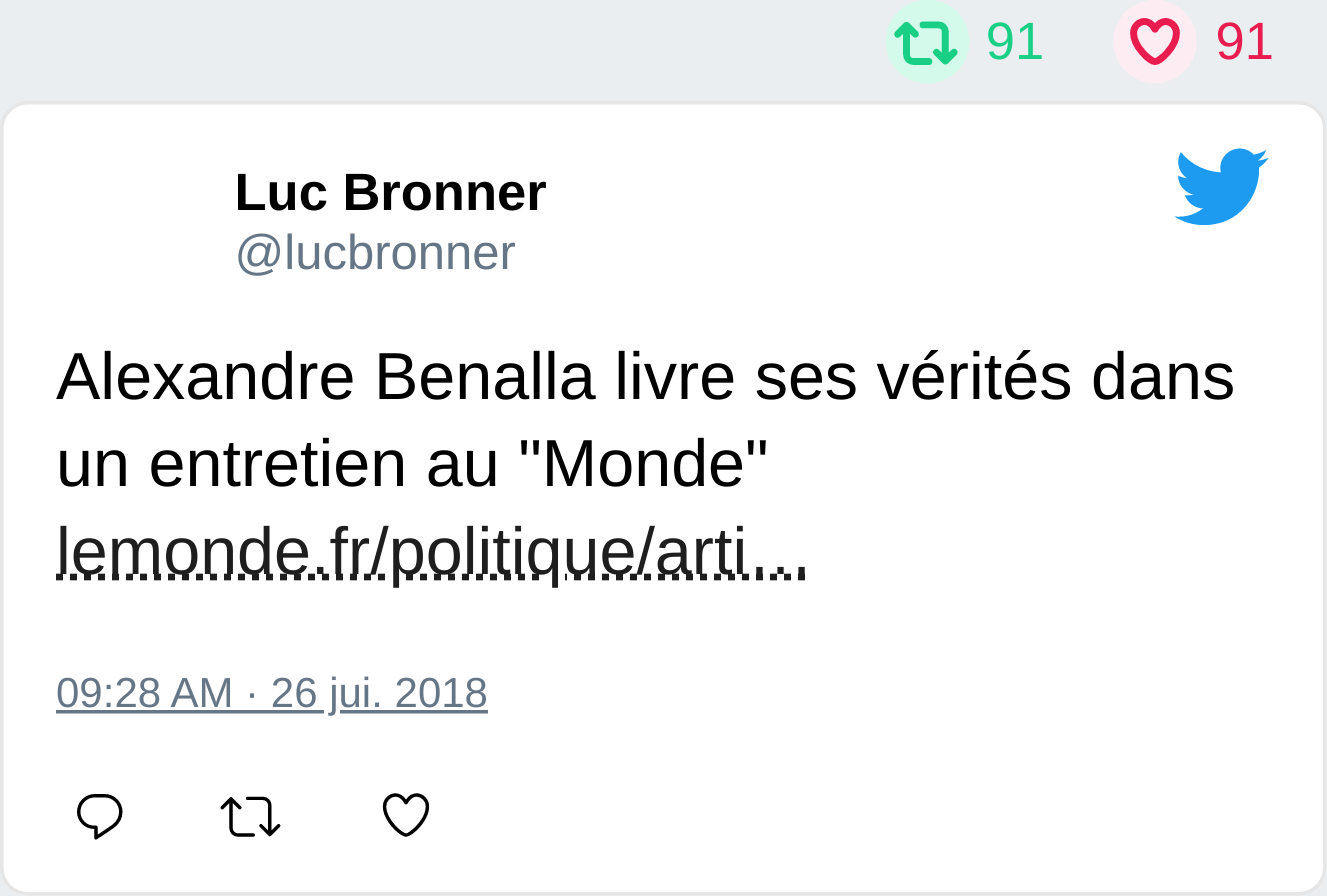 91 91
Luc Bronner
@lucbronner
Alexandre Benalla livre ses vérités dans
un entretien au "Monde"
lemonde.fr/politique/arti…
09:28 AM · 26 jui. 2018